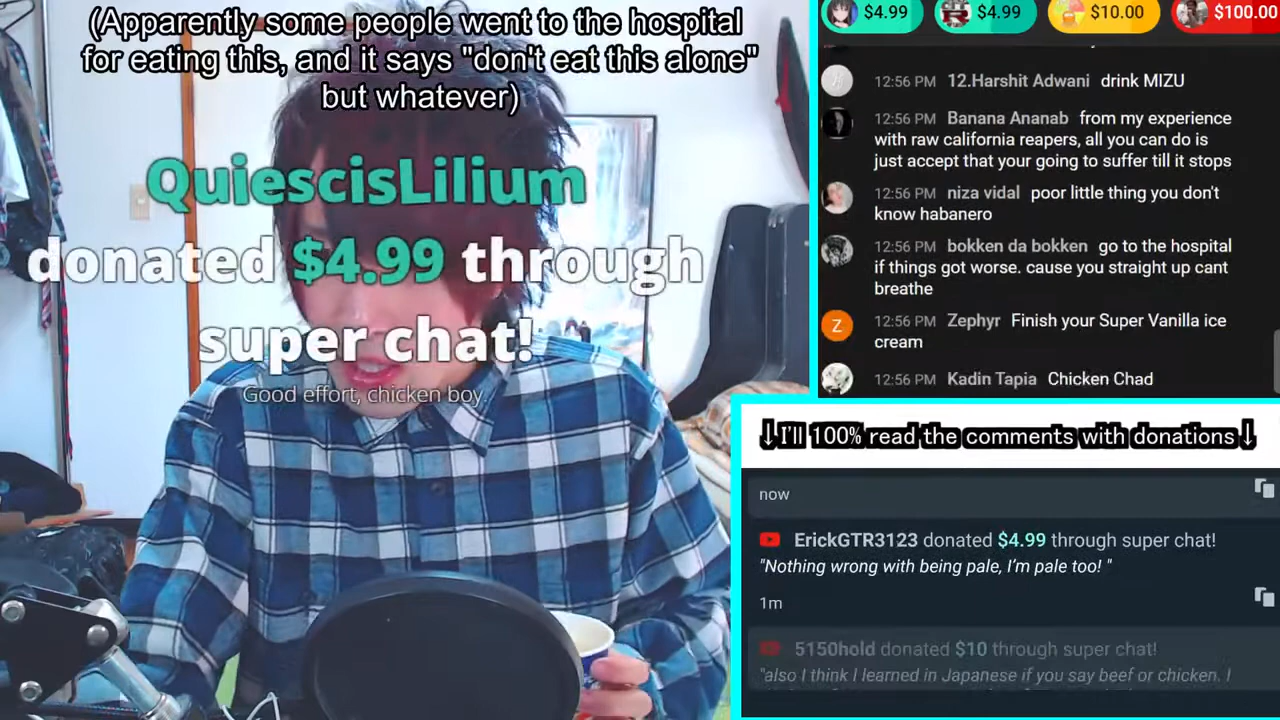 (Apparently some people went to the hospital
for eating this, and it says "don't eat this alone"
but whatever)
QuiescisLilium
donated $4.99 through
super chat!
Good effort, chicken boy
$4.99
$4.99
$10.00
$100.00
12:56 PM 12.Harshit Adwani drink MIZU
12:56 PM Banana Ananab from my experience
with raw california reapers, all you can do is
just accept that your going to suffer till it stops
12:56 PM niza vidal poor little thing you don't
know habanero
12:56 PM bokken da bokken go to the hospital
if things got worse. cause you straight up cant
breathe
Z
12:56 PM Zephyr Finish your Super Vanilla ice
cream
12:56 PM Kadin Tapia Chicken Chad
↓I'll 100% read the comments with donations↓
now
ErickGTR3123 donated $4.99 through super chat!
"Nothing wrong with being pale, I'm pale too! "
1m
5150hold donated $10 through super chat!
"also I think I learned in Japanese if you say beef or chicken. I